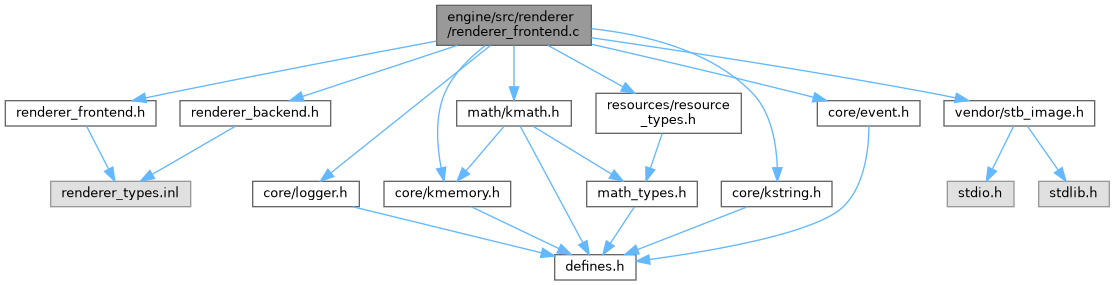 engine/src/renderer
/renderer_frontend.c
renderer_frontend.h
renderer_backend.h
math/kmath.h
resources/resource
_types.h
core/event.h
vendor/stb_image.h
renderer_types.inl
core/logger.h
core/kmemory.h
math_types.h
core/kstring.h
stdio.h
stdlib.h
defines.h